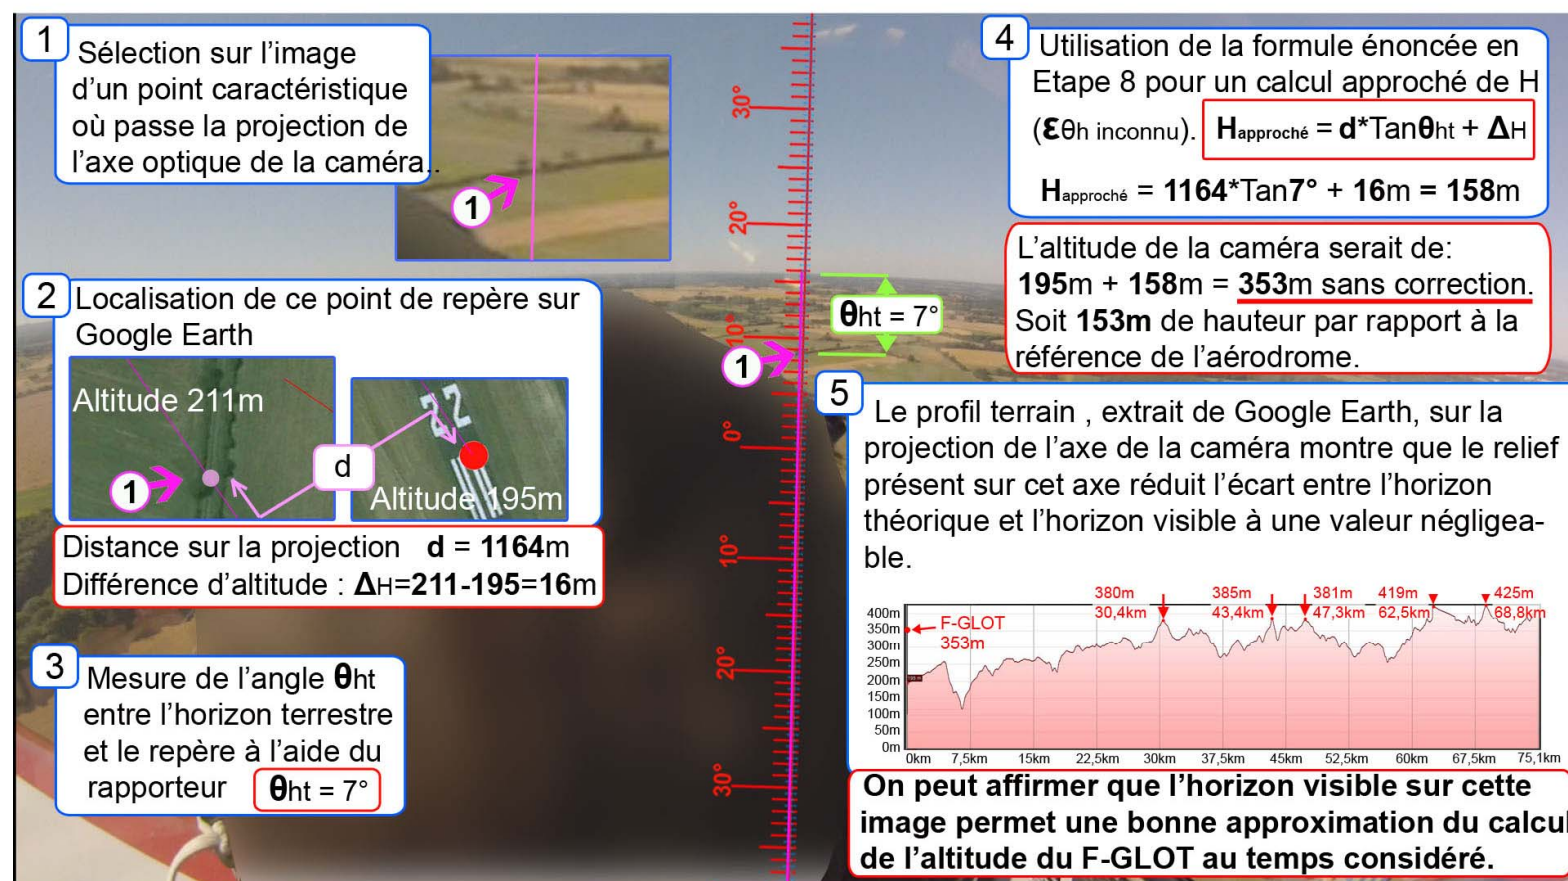 1
Sélection sur l'image
d'un point caractéristique
où passe la projection de
l'axe optique de la caméra..
1
2
Localisation de ce point de repère sur
Google Earth
Altitude 211m
1
d
22
Altitude 195m
Distance sur la projection d = 1164m
Différence d'altitude : ΔH=211-195=16m
3
Mesure de l'angle θht
entre l'horizon terrestre
et le repère à l'aide du
rapporteur θht = 7°
30°
20°
10°
0°
10°
20°
30°
θht = 7°
1
4
Utilisation de la formule énoncée en
Etape 8 pour un calcul approché de H
(εθh inconnu). Happroché = d*Tanθht + ΔH
Happroché = 1164*Tan7° + 16m = 158m
L'altitude de la caméra serait de:
195m + 158m = 353m sans correction.
Soit 153m de hauteur par rapport à la
référence de l'aérodrome.
5
Le profil terrain , extrait de Google Earth, sur la
projection de l'axe de la caméra montre que le relief
présent sur cet axe réduit l'écart entre l'horizon
théorique et l'horizon visible à une valeur négligea-
ble.
380m 385m 381m 419m 425m
30,4km 43,4km 47,3km 62,5km 68,8km
F-GLOT
353m
400m
350m
300m
250m
200m
150m
100m
50m
0m
0km 7,5km 15km 22,5km 30km 37,5km 45km 52,5km 60km 67,5km 75,1km
On peut affirmer que l'horizon visible sur cette
image permet une bonne approximation du calcul
de l'altitude du F-GLOT au temps considéré.